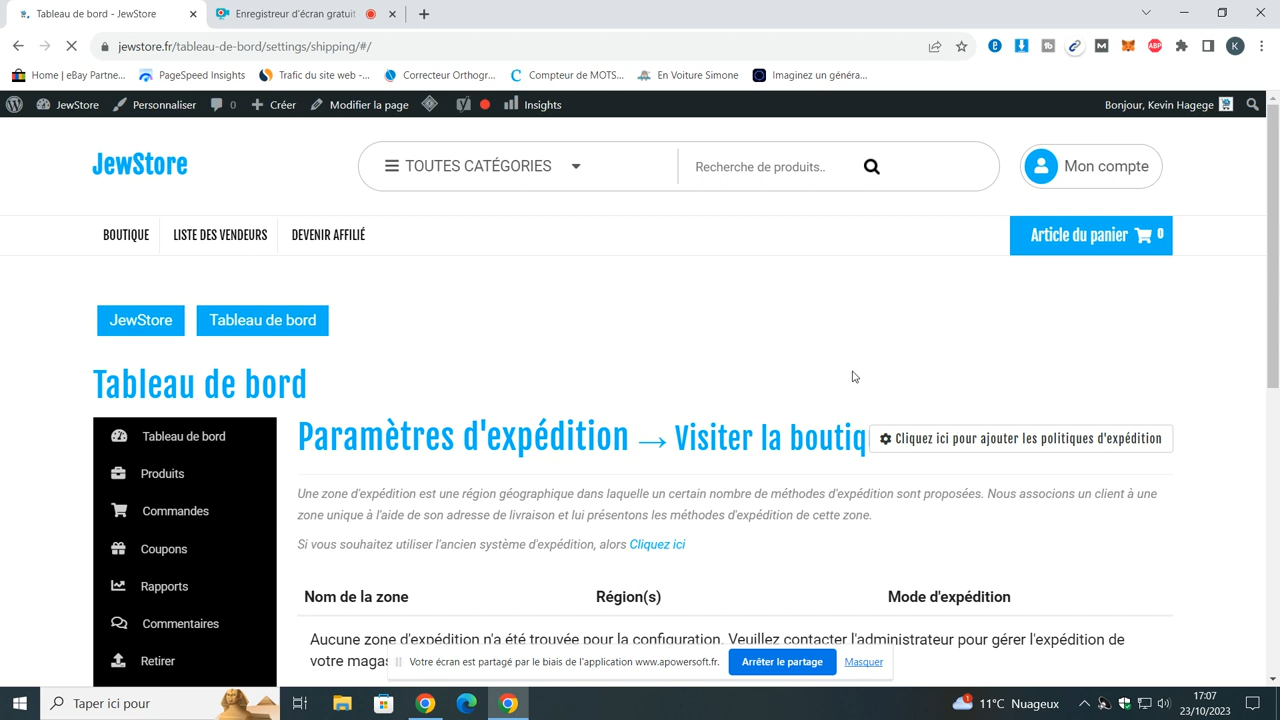 Tableau de bord - JewStore
Enregistreur d'écran gratuit
jewstore.fr/tableau-de-bord/settings/shipping/#/
ABP
K
Home | eBay Partne...
PageSpeed Insights
Trafic du site web -...
Correcteur Orthogr...
Compteur de MOTS...
En Voiture Simone
Imaginez un généra...
JewStore
Personnaliser
0
Créer
Modifier la page
Insights
Bonjour, Kevin Hagege
JewStore
TOUTES CATÉGORIES
Recherche de produits..
Mon compte
BOUTIQUE
LISTE DES VENDEURS
DEVENIR AFFILIÉ
Article du panier 0
JewStore
Tableau de bord
Tableau de bord
Tableau de bord
Produits
Commandes
Coupons
Rapports
Commentaires
Retirer
Paramètres d'expédition → Visiter la boutiq
Cliquez ici pour ajouter les politiques d'expédition
Une zone d'expédition est une région géographique dans laquelle un certain nombre de méthodes d'expédition sont proposées. Nous associons un client à une
zone unique à l'aide de son adresse de livraison et lui présentons les méthodes d'expédition de cette zone.
Si vous souhaitez utiliser l'ancien système d'expédition, alors Cliquez ici
Nom de la zone
Région(s)
Mode d'expédition
Aucune zone d'expédition n'a été trouvée pour la configuration. Veuillez contacter l'administrateur pour gérer l'expédition de
votre magas
Votre écran est partagé par le biais de l'application www.apowersoft.fr.
Arrêter le partage
Masquer
Taper ici pour
1
11°C Nuageux
17:07
23/10/2023